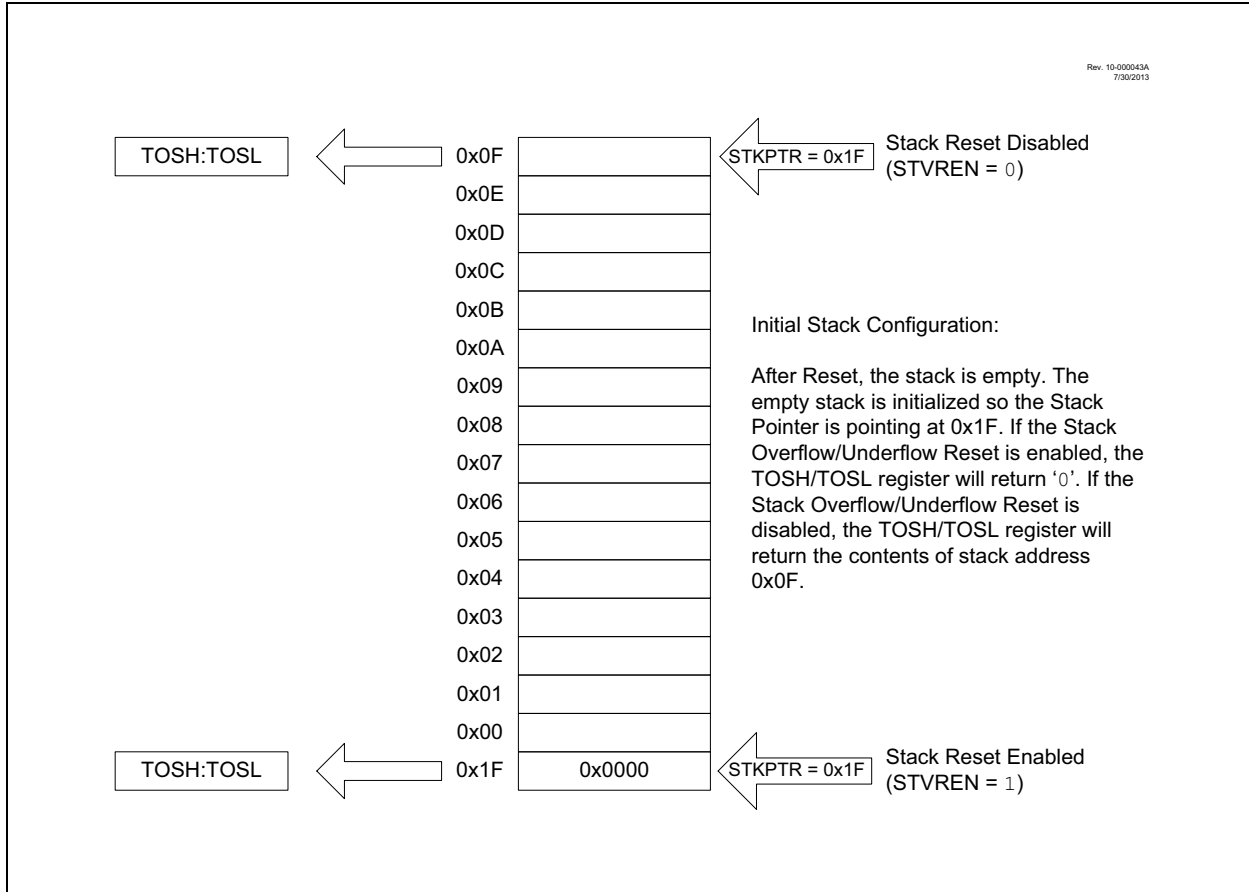 Rev. 10-000043A
7/30/2013
TOSH:TOSL
0x0F
STKPTR = 0x1F
Stack Reset Disabled
(STVREN = 0)
0x0E
0x0D
0x0C
0x0B
0x0A
0x09
0x08
0x07
0x06
0x05
0x04
0x03
0x02
0x01
0x00
Initial Stack Configuration:
After Reset, the stack is empty. The
empty stack is initialized so the Stack
Pointer is pointing at 0x1F. If the Stack
Overflow/Underflow Reset is enabled, the
TOSH/TOSL register will return ‘0’. If the
Stack Overflow/Underflow Reset is
disabled, the TOSH/TOSL register will
return the contents of stack address
0x0F.
TOSH:TOSL
0x1F
0x0000
STKPTR = 0x1F
Stack Reset Enabled
(STVREN = 1)